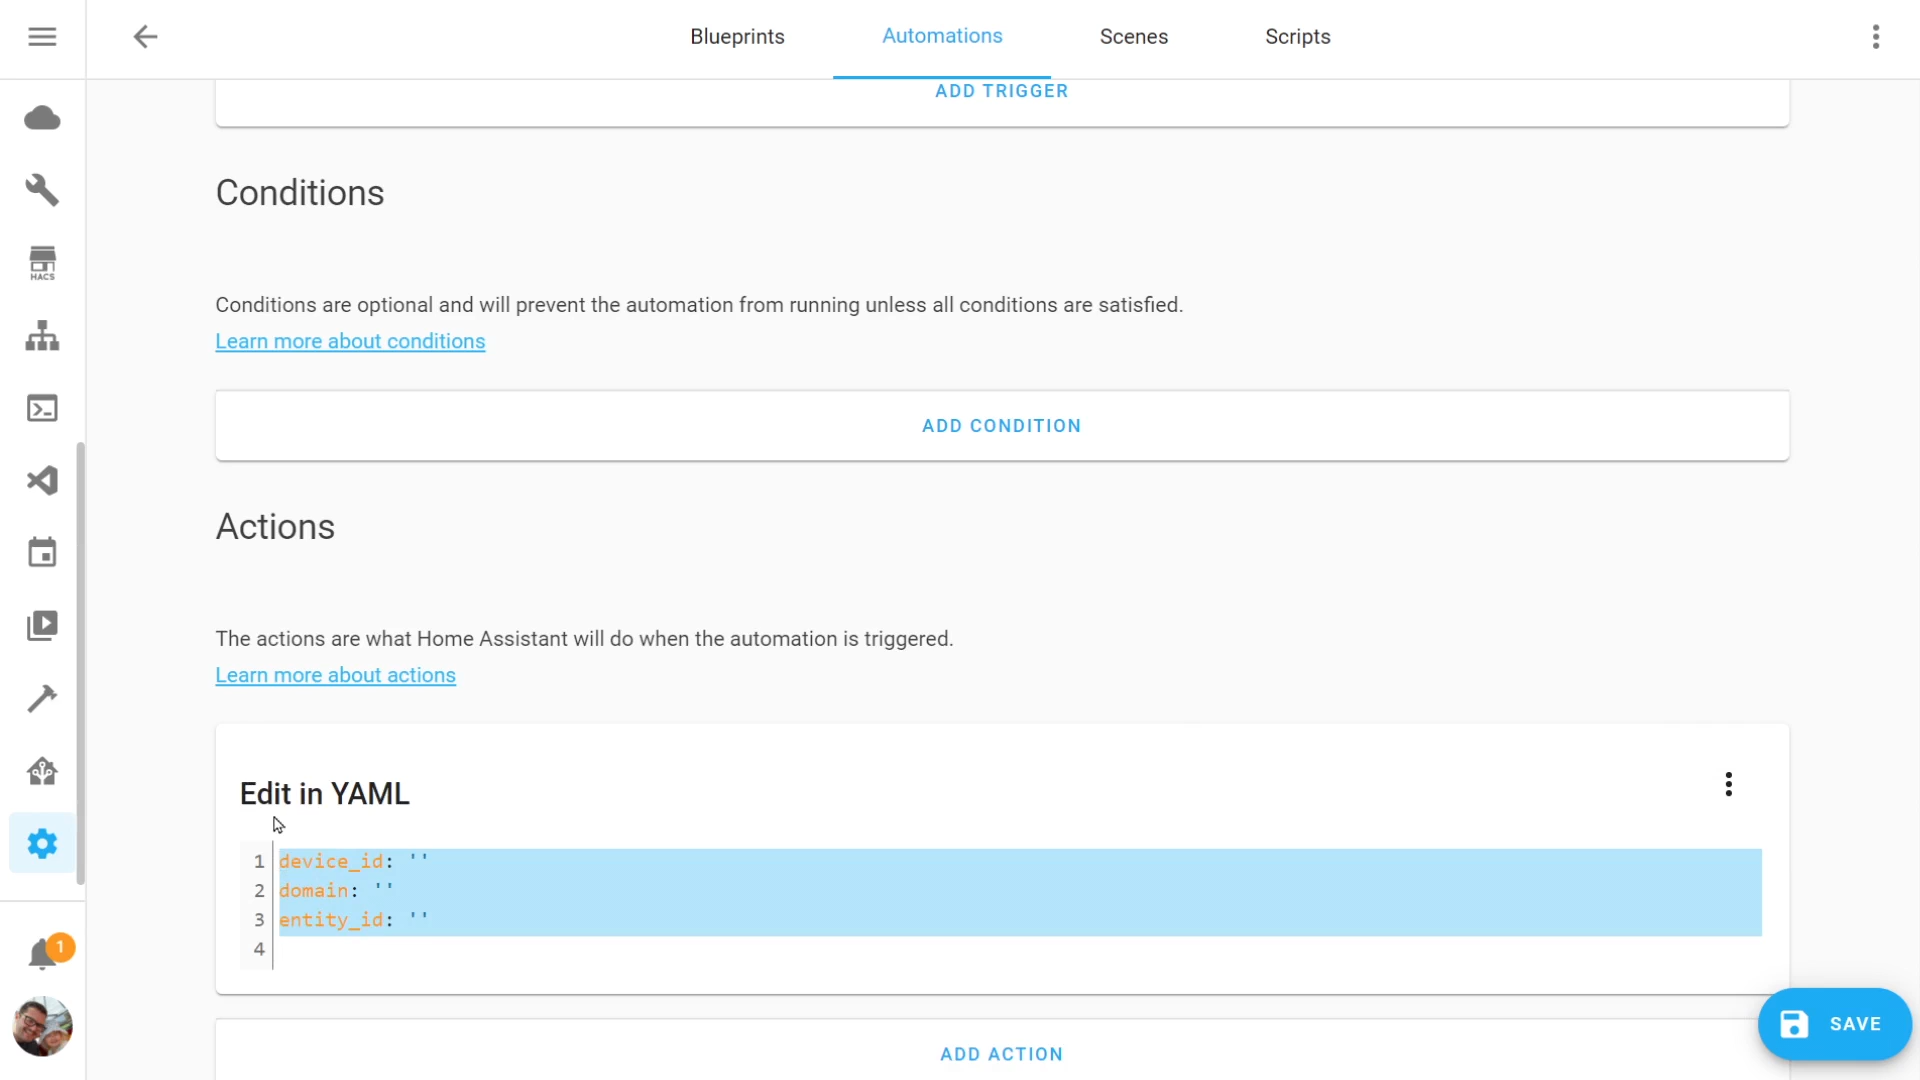 Blueprints
Automations
Scenes
Scripts
ADD TRIGGER
Conditions
HACS
Conditions are optional and will prevent the automation from running unless all conditions are satisfied.
Learn more about conditions
ADD CONDITION
Actions
The actions are what Home Assistant will do when the automation is triggered.
Learn more about actions
Edit in YAML
1 device_id: ''
2 domain: ''
3 entity_id: ''
4
1
SAVE
ADD ACTION